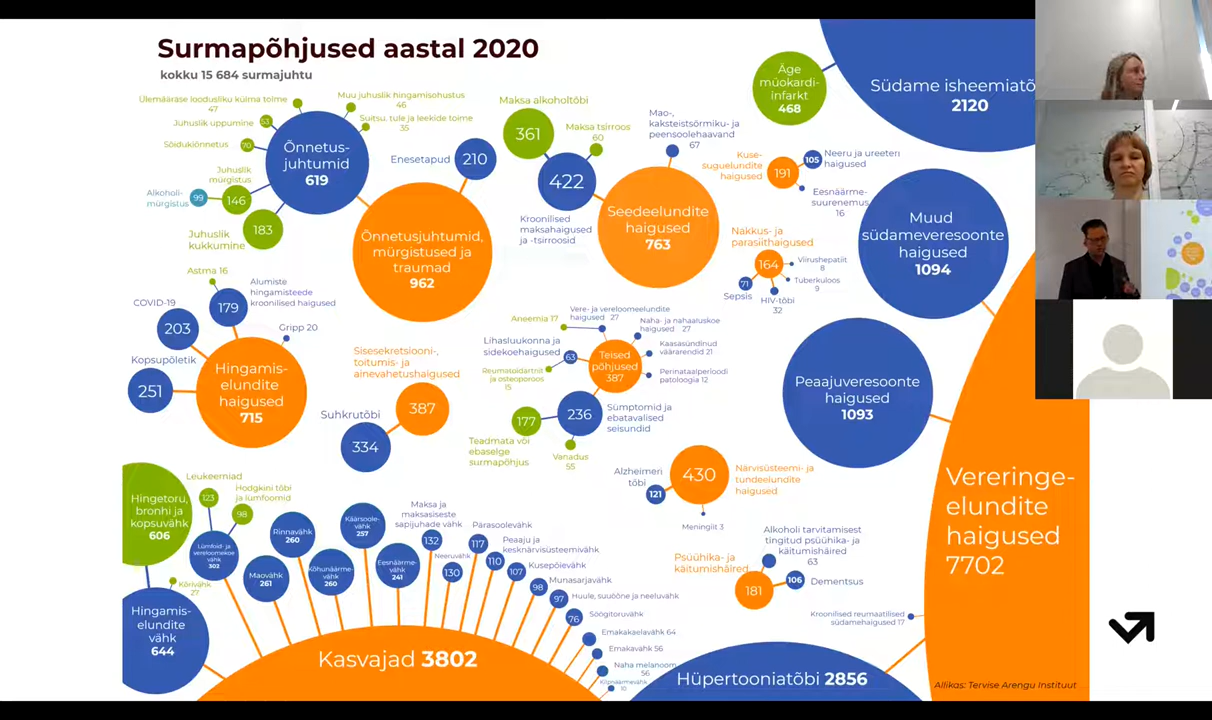 Surmapõhjused aastal 2020
kokku 15 684 surmajuhtu
Ülemäärase loodusliku külma toime
47
Muu juhuslik hingamisohustus
46
Suitsu, tule ja leekide toime
35
Juhuslik uppumine
63
Sõidukiõnnetus
70
Juhuslik
mürgistus
146
Alkoholi-
mürgistus
99
Juhuslik
kukkumine
183
Õnnetus-
juhtumid
619
Enesetapud
210
Õnnetusjuhtumid,
mürgistused ja
traumad
962
Maksa alkoholtõbi
361
Maksa tsirroos
60
422
Kroonilised
maksahaigused
ja -tsirroosid
Mao-,
kaksteistsõrmiku- ja
peensoolehaavand
67
Seedeelundite
haigused
763
Äge
müokardi-
infarkt
468
Südame isheemiatõ
2120
Kuse-
suguelundite
haigused
191
105
Neeru ja ureeteri
haigused
Eesnäärme-
suurenemus
16
Muud
südameveresoonte
haigused
1094
Nakkus- ja
parasiithaigused
164
Viirushepatiit
8
Tuberkuloos
9
71
Sepsis
HIV-tõbi
32
Astma 16
Alumiste
hingamisteede
kroonilised haigused
179
COVID-19
203
Gripp 20
Kopsupõletik
251
Hingamis-
elundite
haigused
715
Sisesekretsiooni-,
toitumis- ja
ainevahetushaigused
387
Suhkrutõbi
334
Vere- ja vereloomeelundite
haigused 27
Aneemia 17
Naha- ja nahaaluskoe
haigused 27
Lihasluukonna ja
sidekoehaigused
63
Kaasasündinud
väärarendid 21
Reumatoidartriit
ja osteoporoos
15
Teised
põhjused
387
Perinataalperioodi
patoloogia 12
177
236
Sümptomid ja
ebatavalised
seisundid
Teadmata või
ebaselge
surmapõhjus
Vanadus
55
Peaajuveresoonte
haigused
1093
Alzheimeri
tõbi
121
430
Närvisüsteemi- ja
tundeelundite
haigused
Meningiit 3
Alkoholi tarvitamisest
tingitud psüühika- ja
käitumishäired
63
Psüühika- ja
käitumishäired
181
106
Dementsus
Kroonilised reumaatilised
südamehaigused 17
Vereringe-
elundite
haigused
7702
Hingetoru,
bronhi ja
kopsuvähk
606
Leukeemiad
123
Hodgkini tõbi
ja lümfoomid
98
Lümfoid- ja
vereloomekoe
vähk
302
Kõrivähk
27
Hingamis-
elundite
vähk
644
Maovähk
261
Rinnavähk
260
Kõhunäärme-
vähk
260
Käärsoole-
vähk
257
Eesnäärme-
vähk
241
Maksa ja
maksasiseste
sapijuhade vähk
132
Neeruvähk
130
Pärasoolevähk
117
Peaaju ja
kesknärvisüsteemivähk
110
Kusepõievähk
107
Munasarjavähk
98
Huule, suuõõne ja neeluvähk
97
Söögitoruvähk
76
Emakakaelavähk 64
Emakavähk 56
Naha melanoom
56
Kilpnäärmevähk
10
Kasvajad 3802
Hüpertooniatõbi 2856
Allikas: Tervise Arengu Instituut